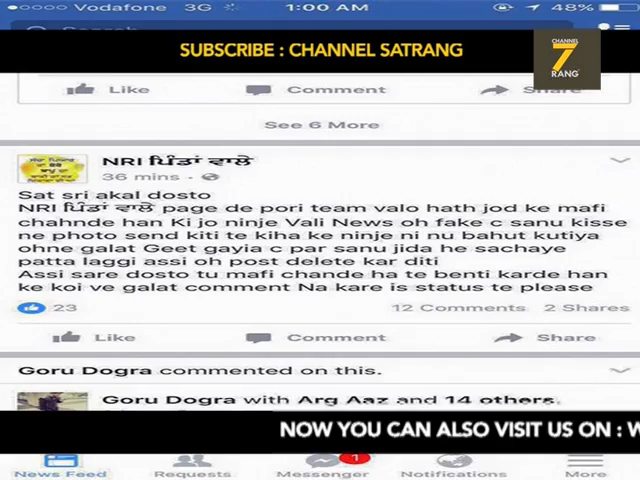 Vodafone 3G 1:00 AM 48%
SUBSCRIBE : CHANNEL SATRANG
CHANNEL
7
RANG
Like Comment Share
See 6 More
NRI ਪਿੰਡਾਂ ਵਾਲੇ
36 mins
Sat sri akal dosto
NRI ਪਿੰਡਾਂ ਵਾਲੇ page de pori team valo hath jod ke mafi
chahnde han Ki jo ninje Vali News oh fake c sanu kisse
ne photo send kiti te kiha ke ninje ni nu bahut kutiya
ohne galat Geet gayia c par sanu jida he sachaye
patta laggi assi oh post delete kar diti
Assi sare dosto tu mafi chande ha te benti karde han
ke koi ve galat comment Na kare is status te please
23 12 Comments 2 Shares
Like Comment Share
Goru Dogra commented on this.
Goru Dogra with Arg Aaz and 14 others.
NOW YOU CAN ALSO VISIT US ON : W
1
News Feed Requests Messenger Notifications More